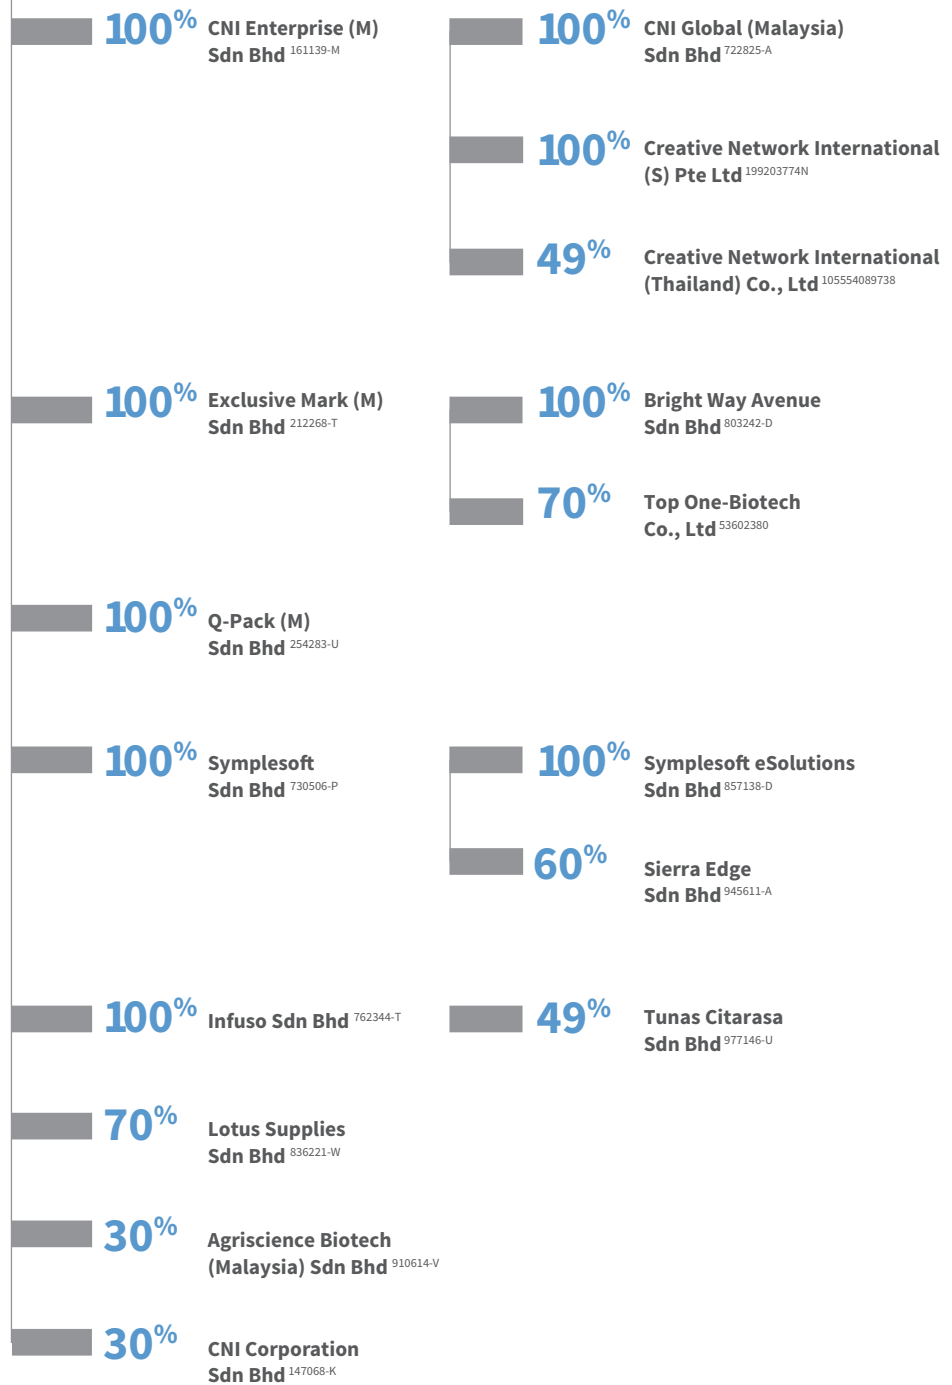 100% CNI Enterprise (M)
Sdn Bhd 161139-M
100% CNI Global (Malaysia)
Sdn Bhd 722825-A
100% Creative Network International
(S) Pte Ltd 199203774N
49% Creative Network International
(Thailand) Co., Ltd 105554089738
100% Exclusive Mark (M)
Sdn Bhd 212268-T
100% Bright Way Avenue
Sdn Bhd 803242-D
70% Top One-Biotech
Co., Ltd 53602380
100% Q-Pack (M)
Sdn Bhd 254283-U
100% Symplesoft
Sdn Bhd 730506-P
100% Symplesoft eSolutions
Sdn Bhd 857138-D
60% Sierra Edge
Sdn Bhd 945611-A
100% Infuso Sdn Bhd 762344-T
49% Tunas Citarasa
Sdn Bhd 977146-U
70% Lotus Supplies
Sdn Bhd 836221-W
30% Agriscience Biotech
(Malaysia) Sdn Bhd 910614-V
30% CNI Corporation
Sdn Bhd 147068-K